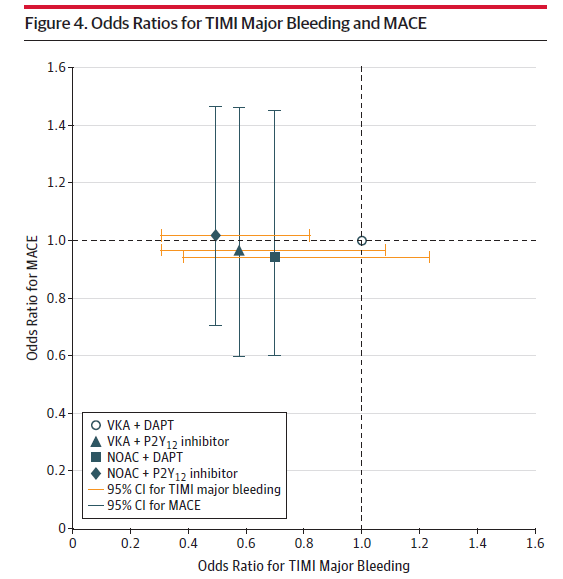 Figure 4. Odds Ratios for TIMI Major Bleeding and MACE
1.6
1.4
1.2
1.0
0.8
0.6
0.4
0.2
0
Odds Ratio for MACE
VKA + DAPT
VKA + P2Y12 inhibitor
NOAC + DAPT
NOAC + P2Y12 inhibitor
95% CI for TIMI major bleeding
95% CI for MACE
0 0.2 0.4 0.6 0.8 1.0 1.2 1.4 1.6
Odds Ratio for TIMI Major Bleeding